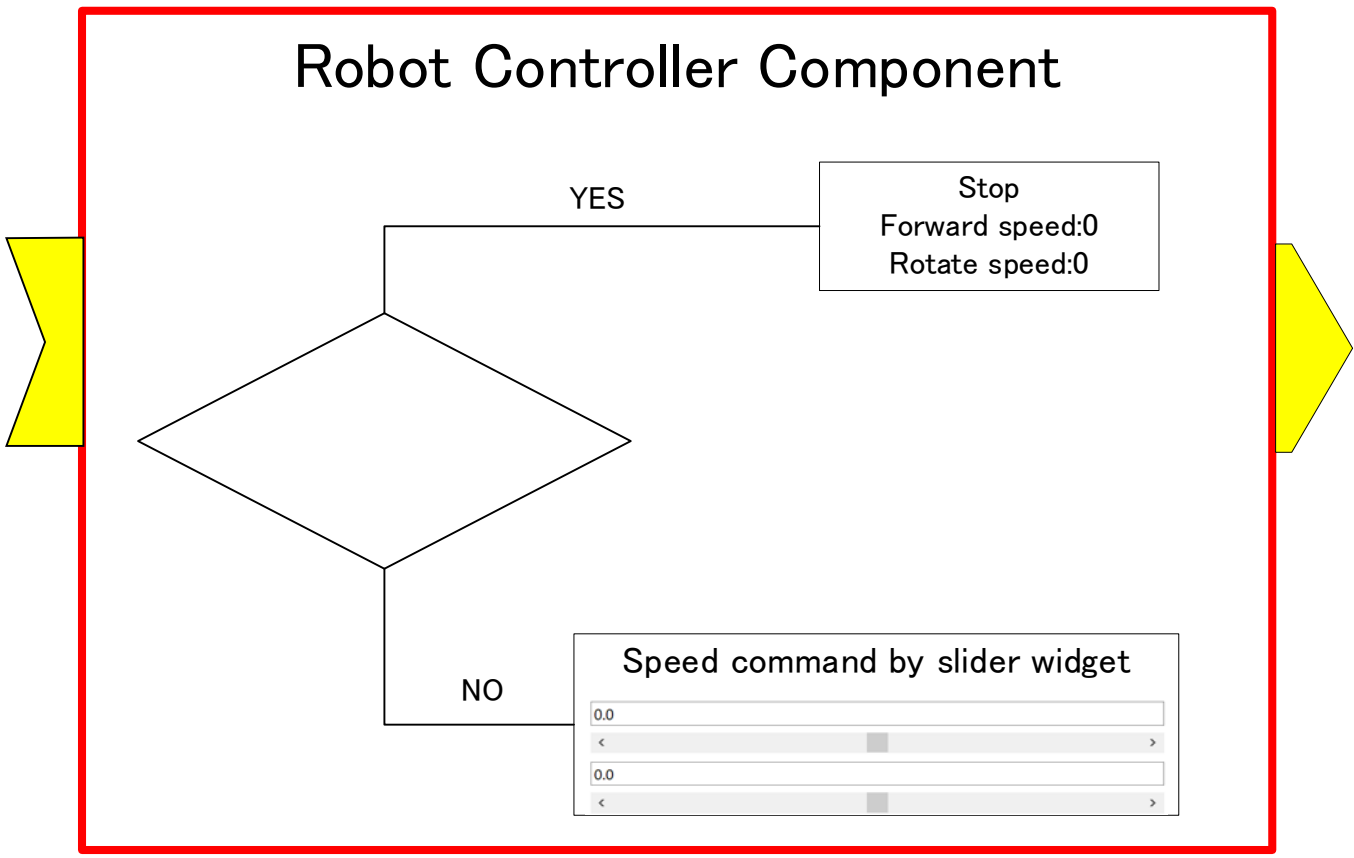 Robot Controller Component
YES
Stop
Forward speed:0
Rotate speed:0
NO
Speed command by slider widget
0.0
0.0